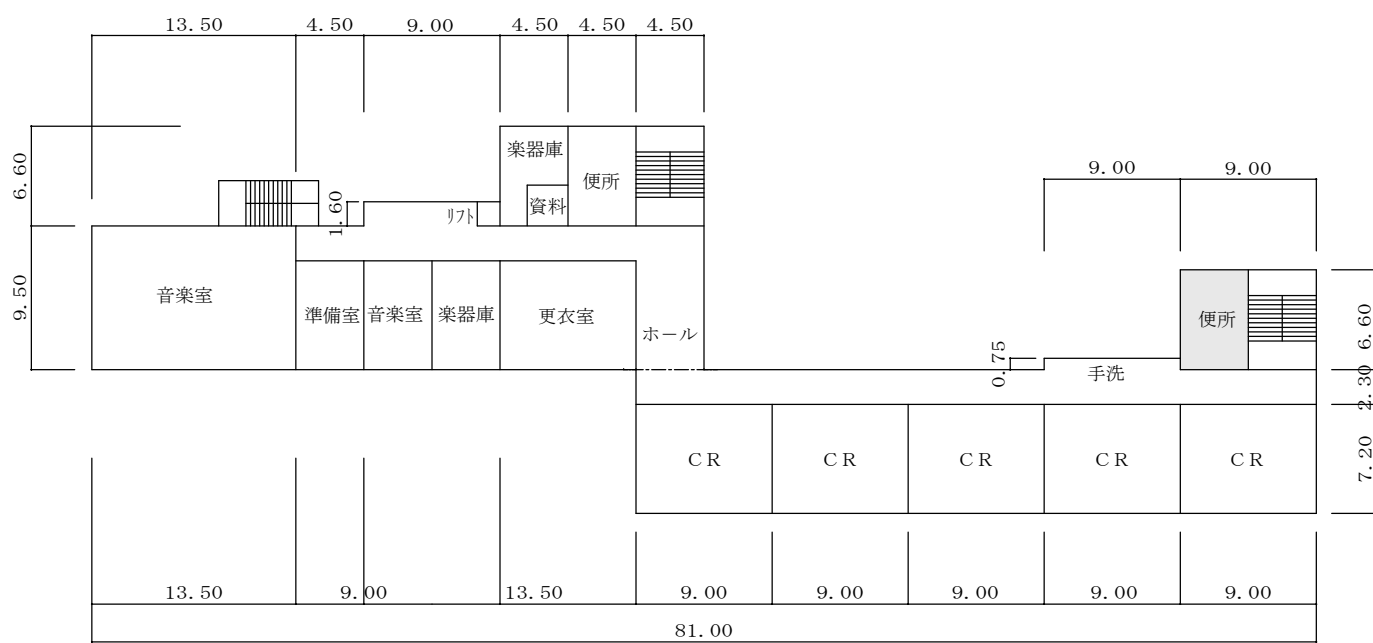 13.50 4.50 9.00 4.50 4.50 4.50
6.60
楽器庫
便所
9.00 9.00
1.60
リフト
資料
9.50
音楽室
準備室 音楽室 楽器庫 更衣室
ホール
便所
6.60
0.75
手洗
2.30
CR CR CR CR CR
7.20
13.50 9.00 13.50 9.00 9.00 9.00 9.00 9.00
81.00